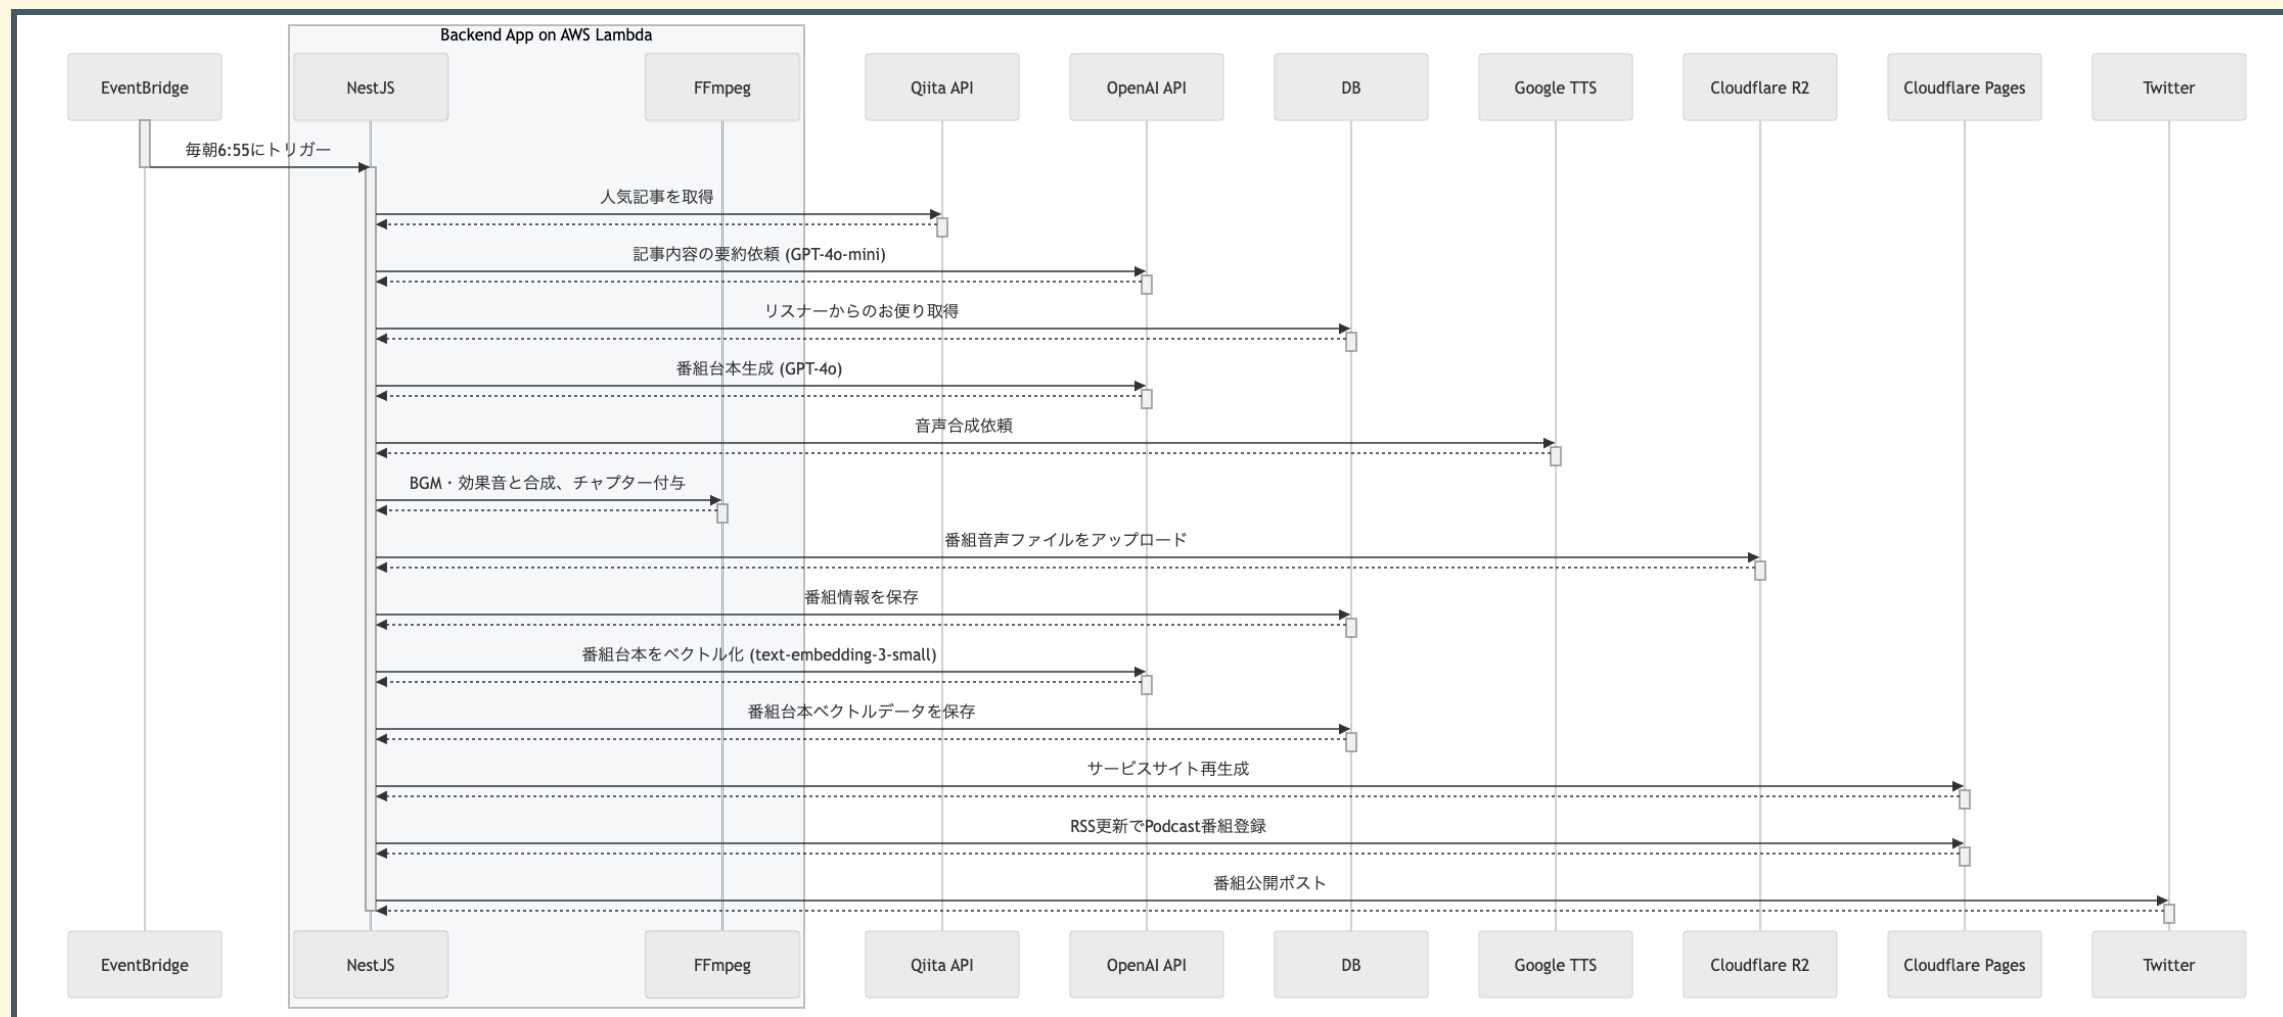 Backend App on AWS Lambda
EventBridge
NestJS
FFmpeg
Qiita API
OpenAI API
DB
Google TTS
Cloudflare R2
Cloudflare Pages
Twitter
毎朝6:55にトリガー
人気記事を取得
記事内容の要約依頼 (GPT-4o-mini)
リスナーからのお便り取得
番組台本生成 (GPT-4o)
音声合成依頼
BGM・効果音と合成、チャプター付与
番組音声ファイルをアップロード
番組情報を保存
番組台本をベクトル化 (text-embedding-3-small)
番組台本ベクトルデータを保存
サービスサイト再生成
RSS更新でPodcast番組登録
番組公開ポスト
EventBridge
NestJS
FFmpeg
Qiita API
OpenAI API
DB
Google TTS
Cloudflare R2
Cloudflare Pages
Twitter